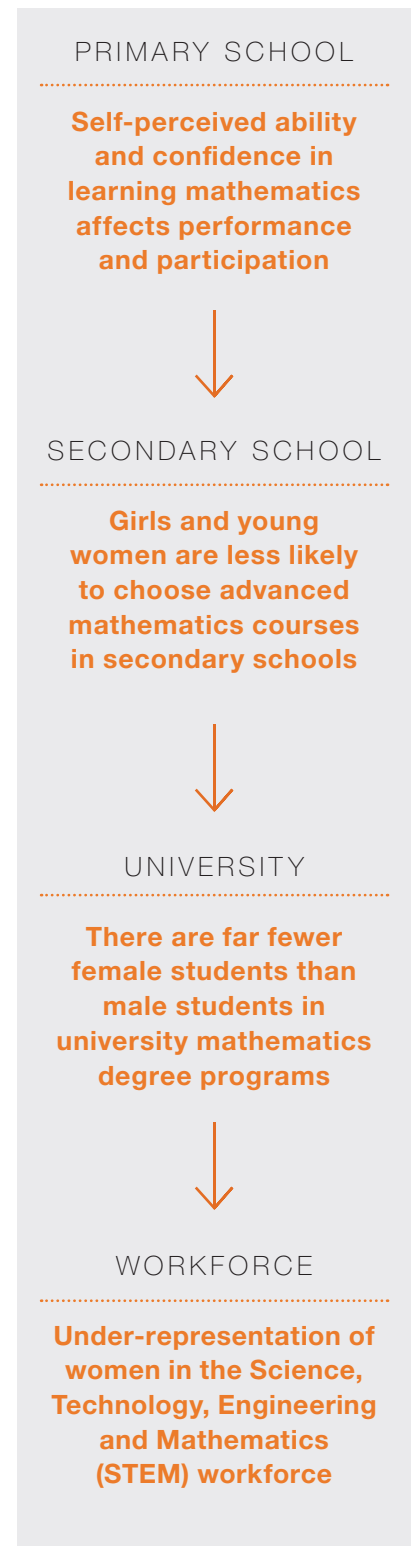 PRIMARY SCHOOL
Self-perceived ability
and confidence in
learning mathematics
affects performance
and participation
SECONDARY SCHOOL
Girls and young
women are less likely
to choose advanced
mathematics courses
in secondary schools
UNIVERSITY
There are far fewer
female students than
male students in
university mathematics
degree programs
WORKFORCE
Under-representation of
women in the Science,
Technology, Engineering
and Mathematics
(STEM) workforce